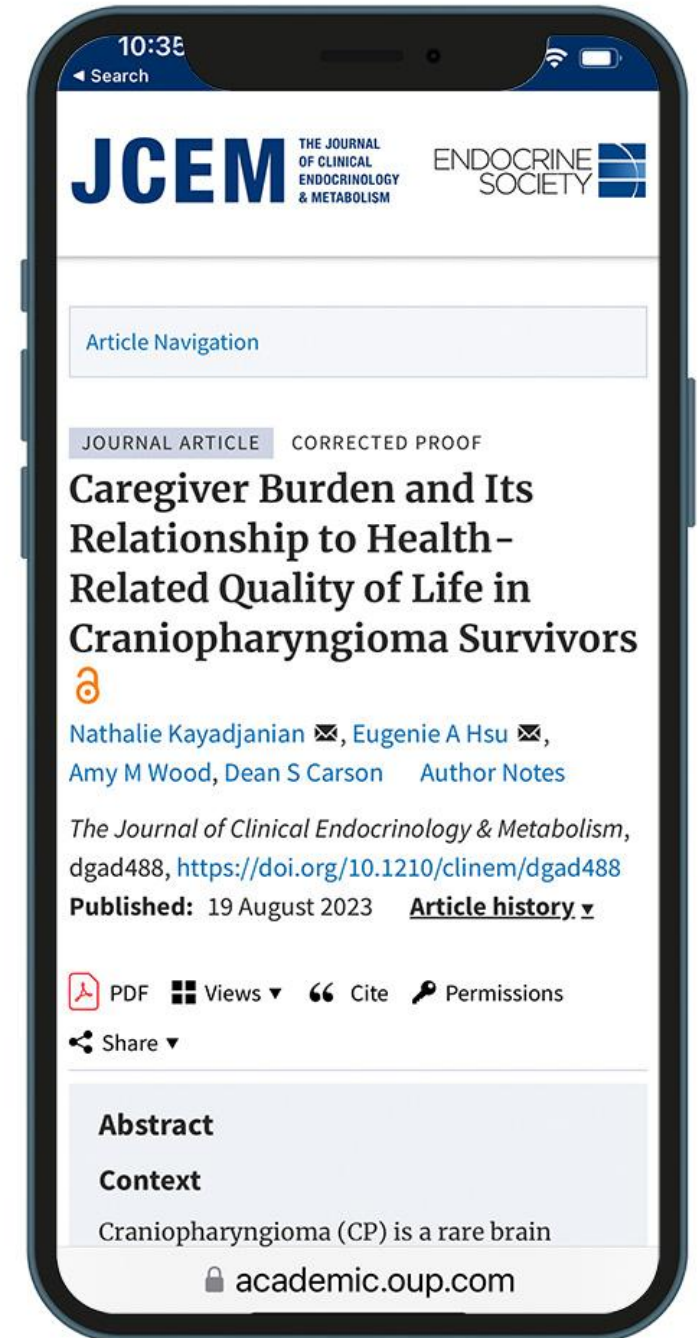 10:35
◀ Search
JCEM
THE JOURNAL
OF CLINICAL
ENDOCRINOLOGY
& METABOLISM
ENDOCRINE
SOCIETY
Article Navigation
JOURNAL ARTICLE CORRECTED PROOF
Caregiver Burden and Its
Relationship to Health-
Related Quality of Life in
Craniopharyngioma Survivors
Nathalie Kayadjanian, Eugenie A Hsu,
Amy M Wood, Dean S Carson Author Notes
The Journal of Clinical Endocrinology & Metabolism,
dgad488, https://doi.org/10.1210/clinem/dgad488
Published: 19 August 2023 Article history ▾
PDF Views ▾ Cite Permissions
Share ▾
Abstract
Context
Craniopharyngioma (CP) is a rare brain
academic.oup.com